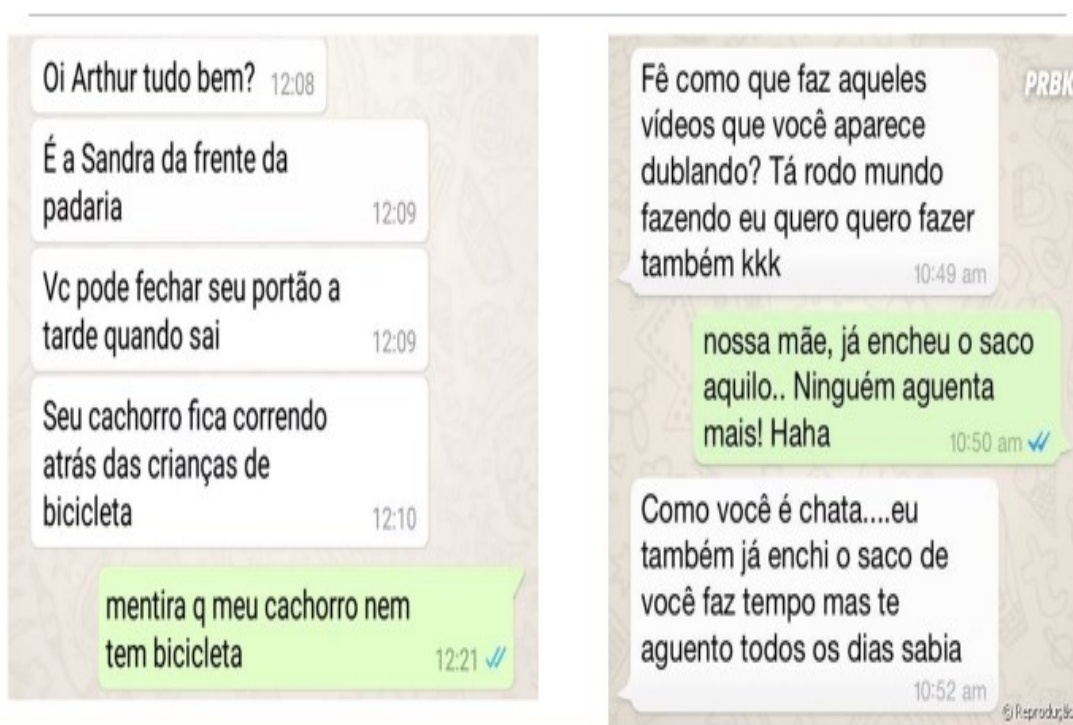 Oi Arthur tudo bem? 12:08
É a Sandra da frente da
padaria 12:09
Vc pode fechar seu portão a
tarde quando sai 12:09
Seu cachorro fica correndo
atrás das crianças de
bicicleta 12:10
mentira q meu cachorro nem
tem bicicleta 12:21
Fê como que faz aqueles
vídeos que você aparece
dublando? Tá rodo mundo
fazendo eu quero quero fazer
também kkk 10:49 am
nossa mãe, já encheu o saco
aquilo.. Ninguém aguenta
mais! Haha 10:50 am
Como você é chata....eu
também já enchi o saco de
você faz tempo mas te
aguento todos os dias sabia
10:52 am
PRBK
© Reprodução